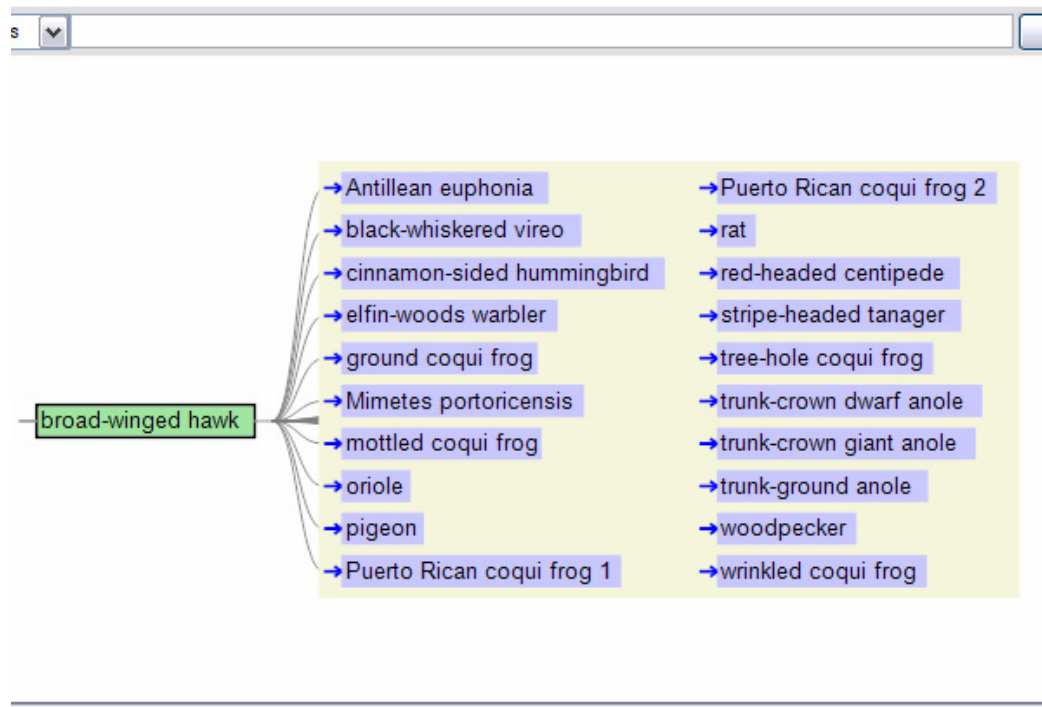 s
broad-winged hawk
Antillean euphonia
black-whiskered vireo
cinnamon-sided hummingbird
elfin-woods warbler
ground coqui frog
Mimetes portoricensis
mottled coqui frog
oriole
pigeon
Puerto Rican coqui frog 1
Puerto Rican coqui frog 2
rat
red-headed centipede
stripe-headed tanager
tree-hole coqui frog
trunk-crown dwarf anole
trunk-crown giant anole
trunk-ground anole
woodpecker
wrinkled coqui frog